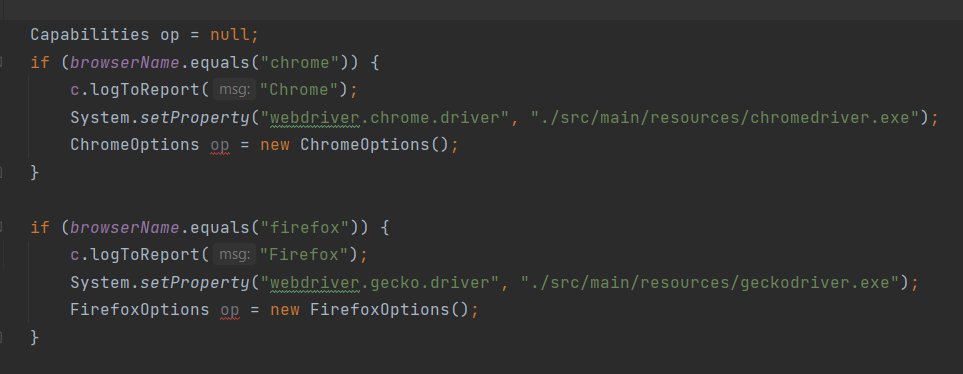 Capabilities op = null;
if (browserName.equals("chrome")) {
c.logToReport( msg: "Chrome");
System.setProperty("webdriver.chrome.driver", "./src/main/resources/chromedriver.exe");
ChromeOptions op = new ChromeOptions();
}
if (browserName.equals("firefox")) {
c.logToReport( msg: "Firefox");
System.setProperty("webdriver.gecko.driver", "./src/main/resources/geckodriver.exe");
FirefoxOptions op = new FirefoxOptions();
}